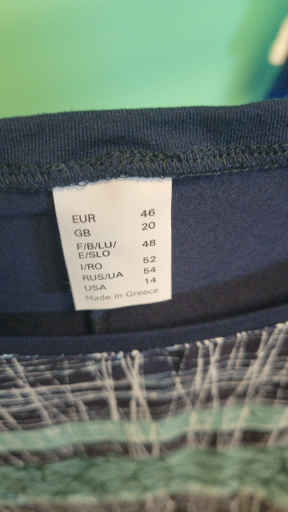 EUR 46
GB 20
F/B/LU/
E/SLO 48
I/RO 52
RUS/UA 54
USA 14
Made in Greece